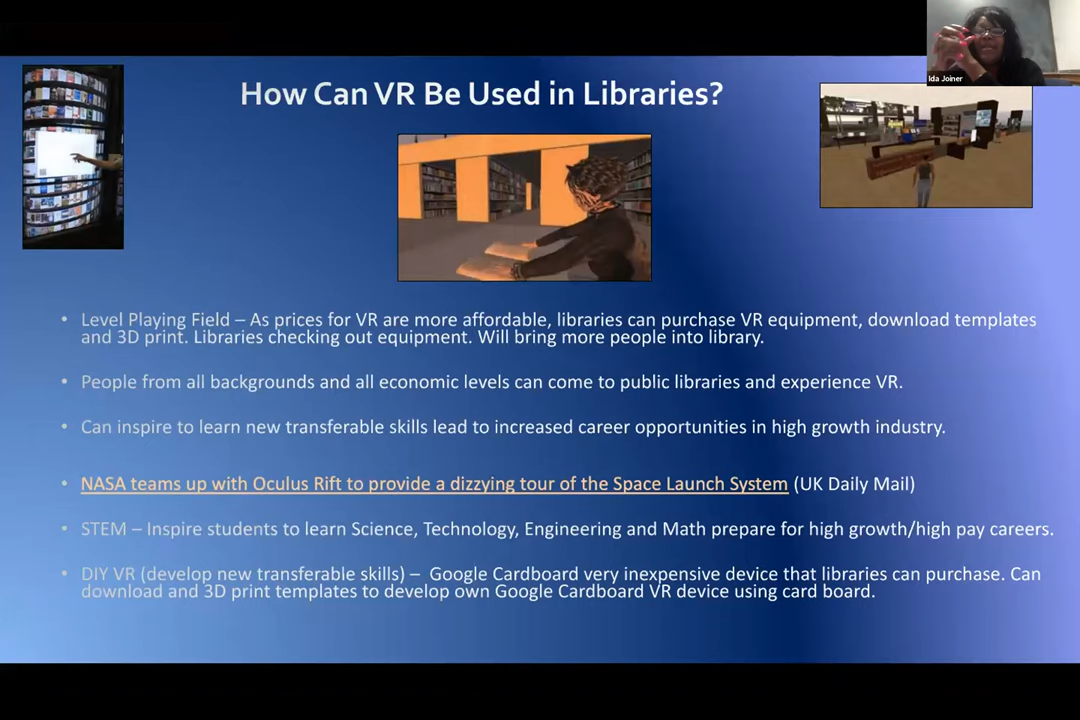 Ida Joiner
How Can VR Be Used in Libraries?
• Level Playing Field – As prices for VR are more affordable, libraries can purchase VR equipment, download templates
and 3D print. Libraries checking out equipment. Will bring more people into library.
• People from all backgrounds and all economic levels can come to public libraries and experience VR.
• Can inspire to learn new transferable skills lead to increased career opportunities in high growth industry.
• NASA teams up with Oculus Rift to provide a dizzying tour of the Space Launch System (UK Daily Mail)
• STEM – Inspire students to learn Science, Technology, Engineering and Math prepare for high growth/high pay careers.
• DIY VR (develop new transferable skills) – Google Cardboard very inexpensive device that libraries can purchase. Can
download and 3D print templates to develop own Google Cardboard VR device using card board.